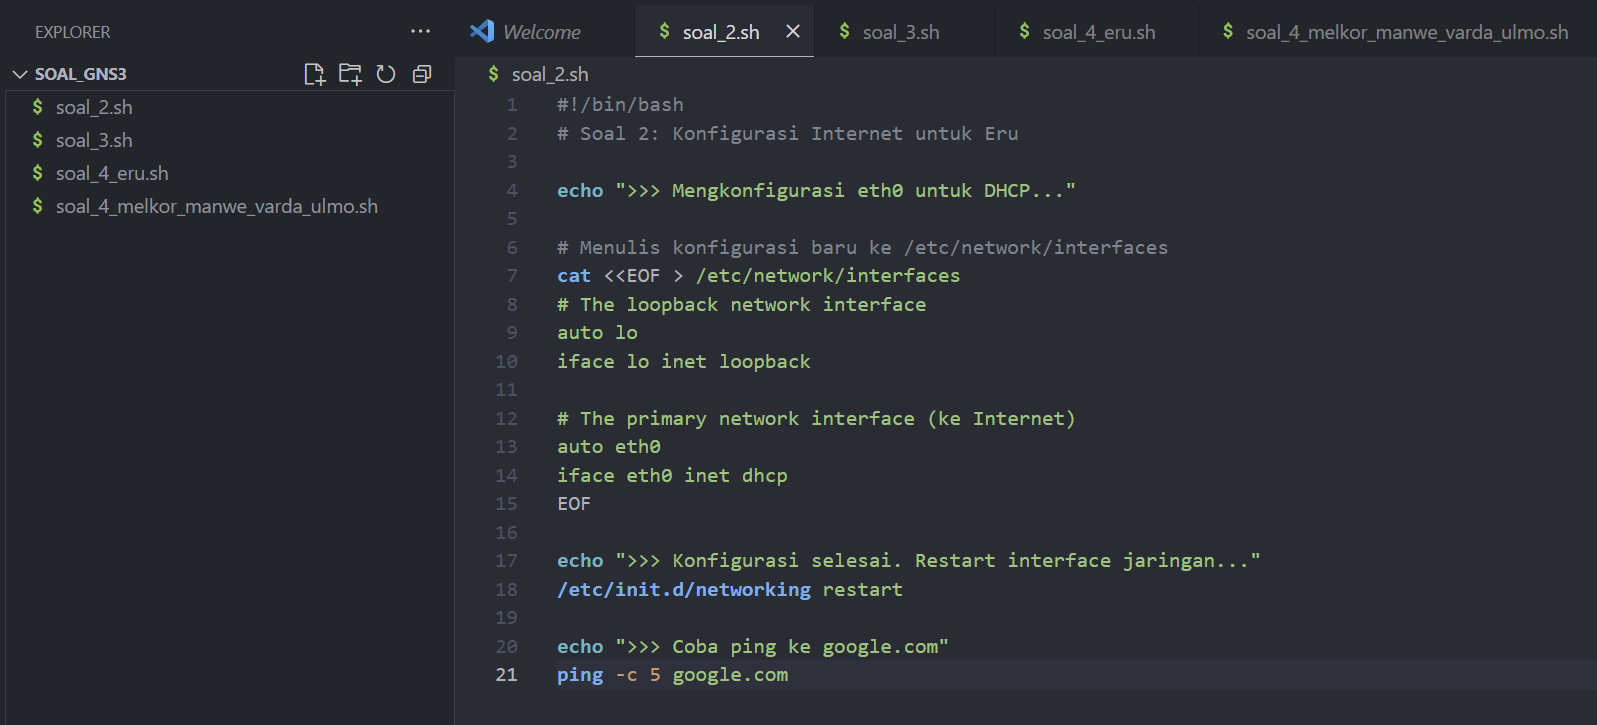 EXPLORER
SOAL_GNS3
soal_2.sh
soal_3.sh
soal_4_eru.sh
soal_4_melkor_manwe_varda_ulmo.sh
Welcome
$ soal_2.sh
$ soal_3.sh
$ soal_4_eru.sh
$ soal_4_melkor_manwe_varda_ulmo.sh
$ soal_2.sh
1 #!/bin/bash
2 # Soal 2: Konfigurasi Internet untuk Eru
3
4 echo ">>> Mengkonfigurasi eth0 untuk DHCP..."
5
6 # Menulis konfigurasi baru ke /etc/network/interfaces
7 cat <<EOF > /etc/network/interfaces
8 # The loopback network interface
9 auto lo
10 iface lo inet loopback
11
12 # The primary network interface (ke Internet)
13 auto eth0
14 iface eth0 inet dhcp
15 EOF
16
17 echo ">>> Konfigurasi selesai. Restart interface jaringan..."
18 /etc/init.d/networking restart
19
20 echo ">>> Coba ping ke google.com"
21 ping -c 5 google.com